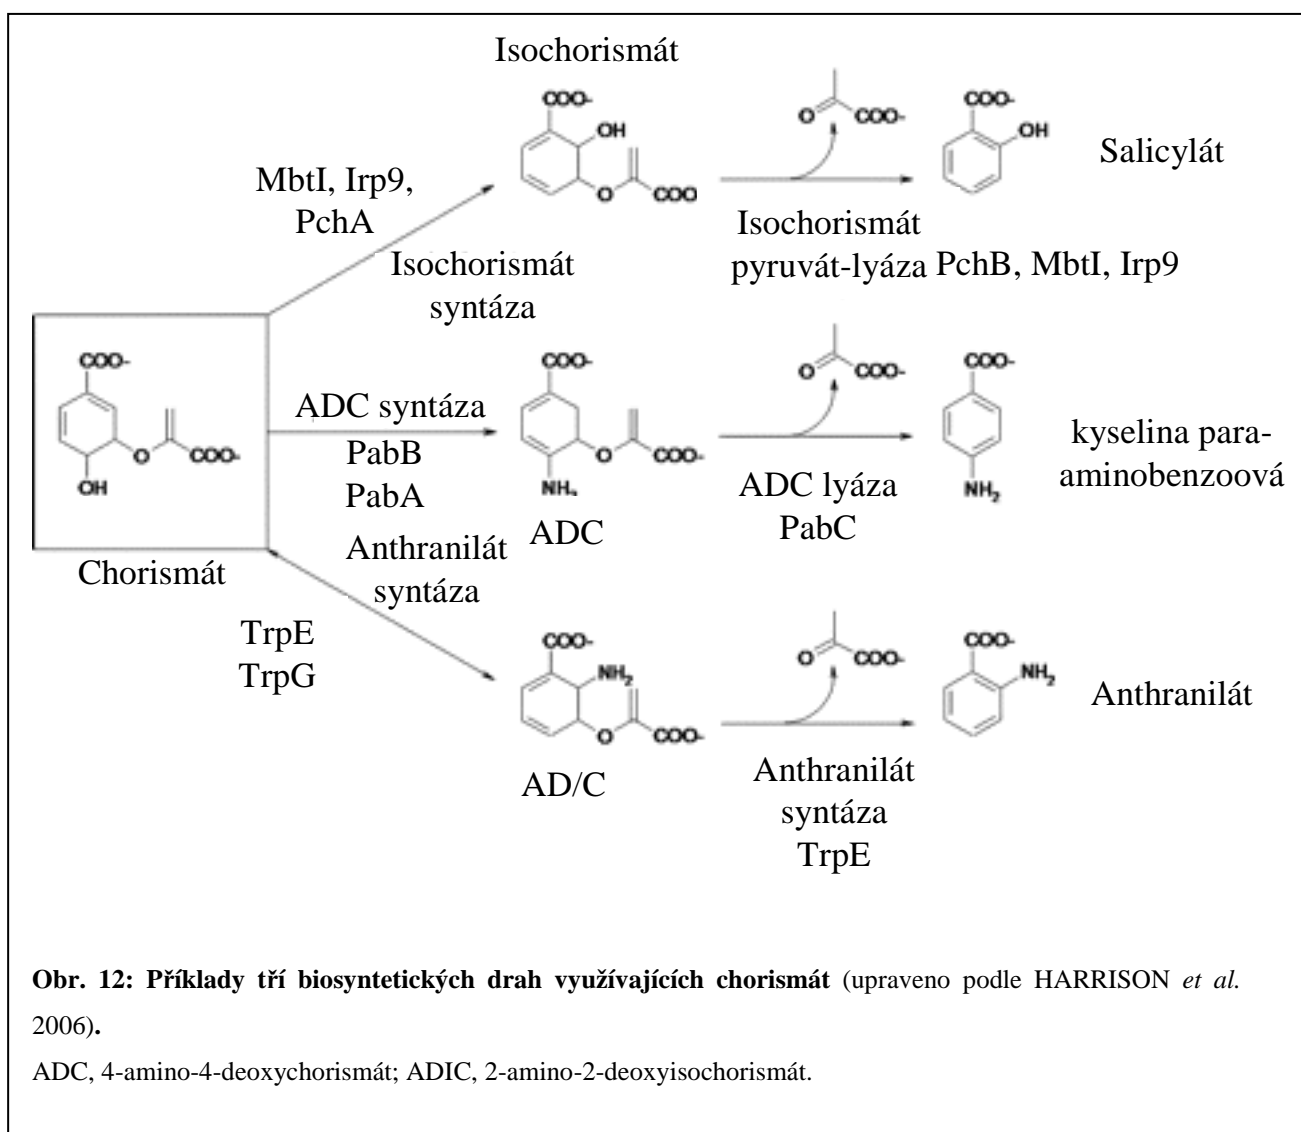 Isochorismát
COO-
OH
O
COO
O
COO-
COO-
OH
Salicylát
MbtI, Irp9,
PchA
Isochorismát
syntáza
Isochorismát
pyruvát-lyáza PchB, MbtI, Irp9
COO-
O
COO-
OH
Chorismát
ADC syntáza
PabB
PabA
COO-
O
COO-
NH
ADC
O
COO-
ADC lyáza
PabC
COO-
NH2
kyselina para-
aminobenzoová
Anthranilát
syntáza
TrpE
TrpG
COO-
NH2
O
COO-
AD/C
O
COO-
Anthranilát
syntáza
TrpE
COO-
NH2
Anthranilát
Obr. 12: Příklady tří biosyntetických drah využívajících chorismát (upraveno podle HARRISON et al.
2006).
ADC, 4-amino-4-deoxychorismát; ADIC, 2-amino-2-deoxyisochorismát.